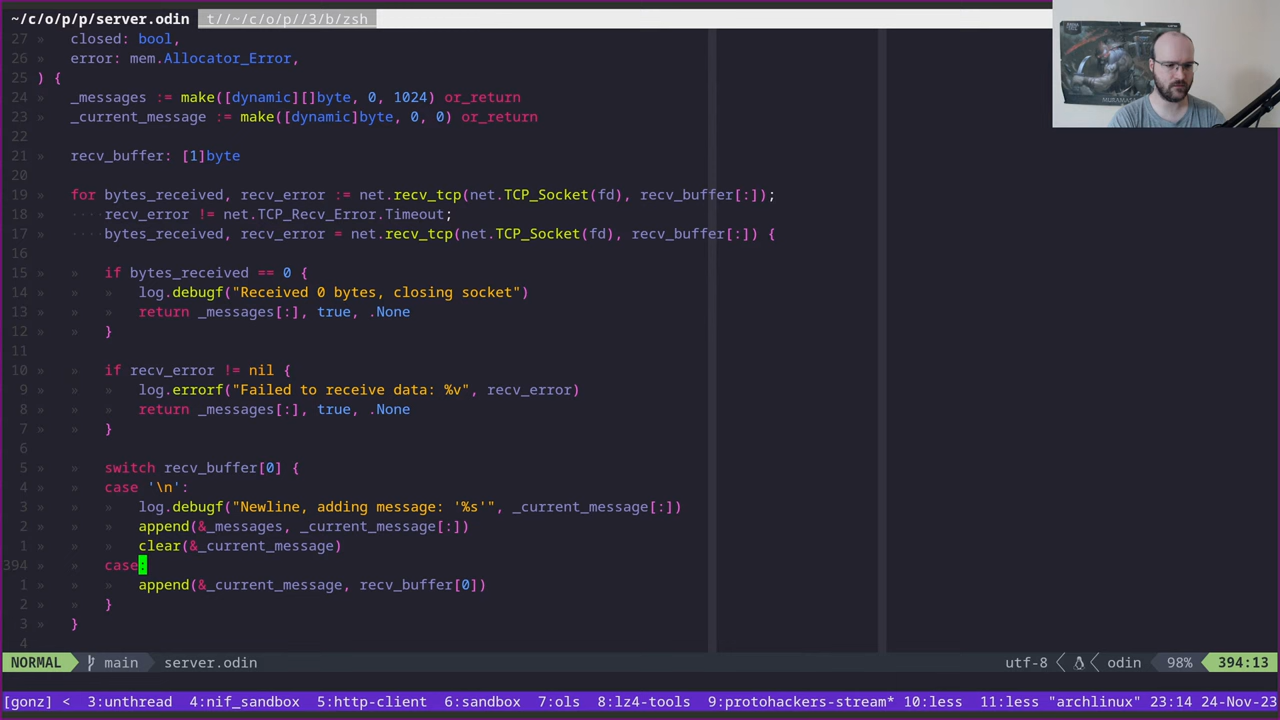 ~/c/o/p/p/server.odin t//~/c/o/p//3/b/zsh
27 » closed: bool,
26 » error: mem.Allocator_Error,
25 ) {
24 » _messages := make([dynamic][]byte, 0, 1024) or_return
23 » _current_message := make([dynamic]byte, 0, 0) or_return
22
21 » recv_buffer: [1]byte
20
19 » for bytes_received, recv_error := net.recv_tcp(net.TCP_Socket(fd), recv_buffer[:]);
18 » ····recv_error != net.TCP_Recv_Error.Timeout;
17 » ····bytes_received, recv_error = net.recv_tcp(net.TCP_Socket(fd), recv_buffer[:]) {
16
15 » » if bytes_received == 0 {
14 » » » log.debugf("Received 0 bytes, closing socket")
13 » » » return _messages[:], true, .None
12 » » }
11
10 » » if recv_error != nil {
9 » » » log.errorf("Failed to receive data: %v", recv_error)
8 » » » return _messages[:], true, .None
7 » » }
6
5 » » switch recv_buffer[0] {
4 » » case '\n':
3 » » » log.debugf("Newline, adding message: '%s'", _current_message[:])
2 » » » append(&_messages, _current_message[:])
1 » » » clear(&_current_message)
394 » » case:
1 » » » append(&_current_message, recv_buffer[0])
2 » » }
3 » }
4
NORMAL main server.odin utf-8 odin 98% 394:13
[gonz] < 3:unthread 4:nif_sandbox 5:http-client 6:sandbox 7:ols 8:lz4-tools 9:protohackers-stream* 10:less 11:less "archlinux" 23:14 24-Nov-23